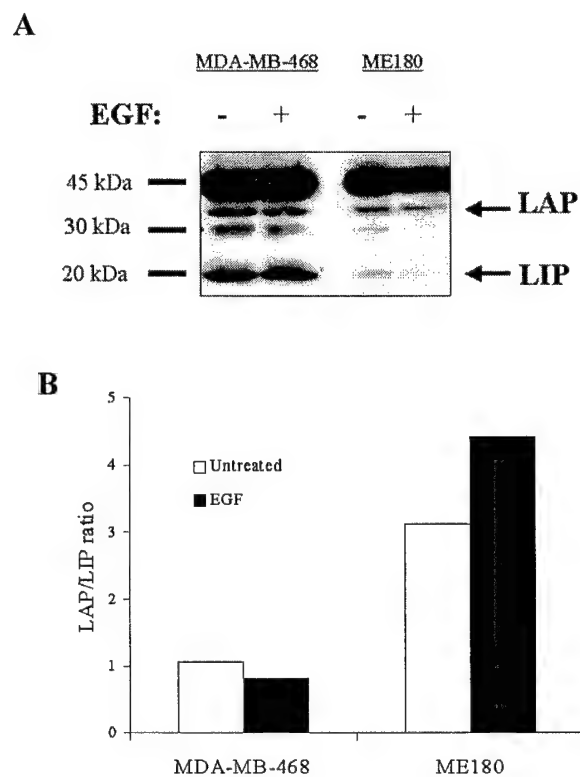 A
MDA-MB-468 ME180
EGF: - + - +
45 kDa
LAP
30 kDa
20 kDa
LIP
B
5
4
3
2
1
0
LAP/LIP ratio
Untreated
EGF
MDA-MB-468 ME180